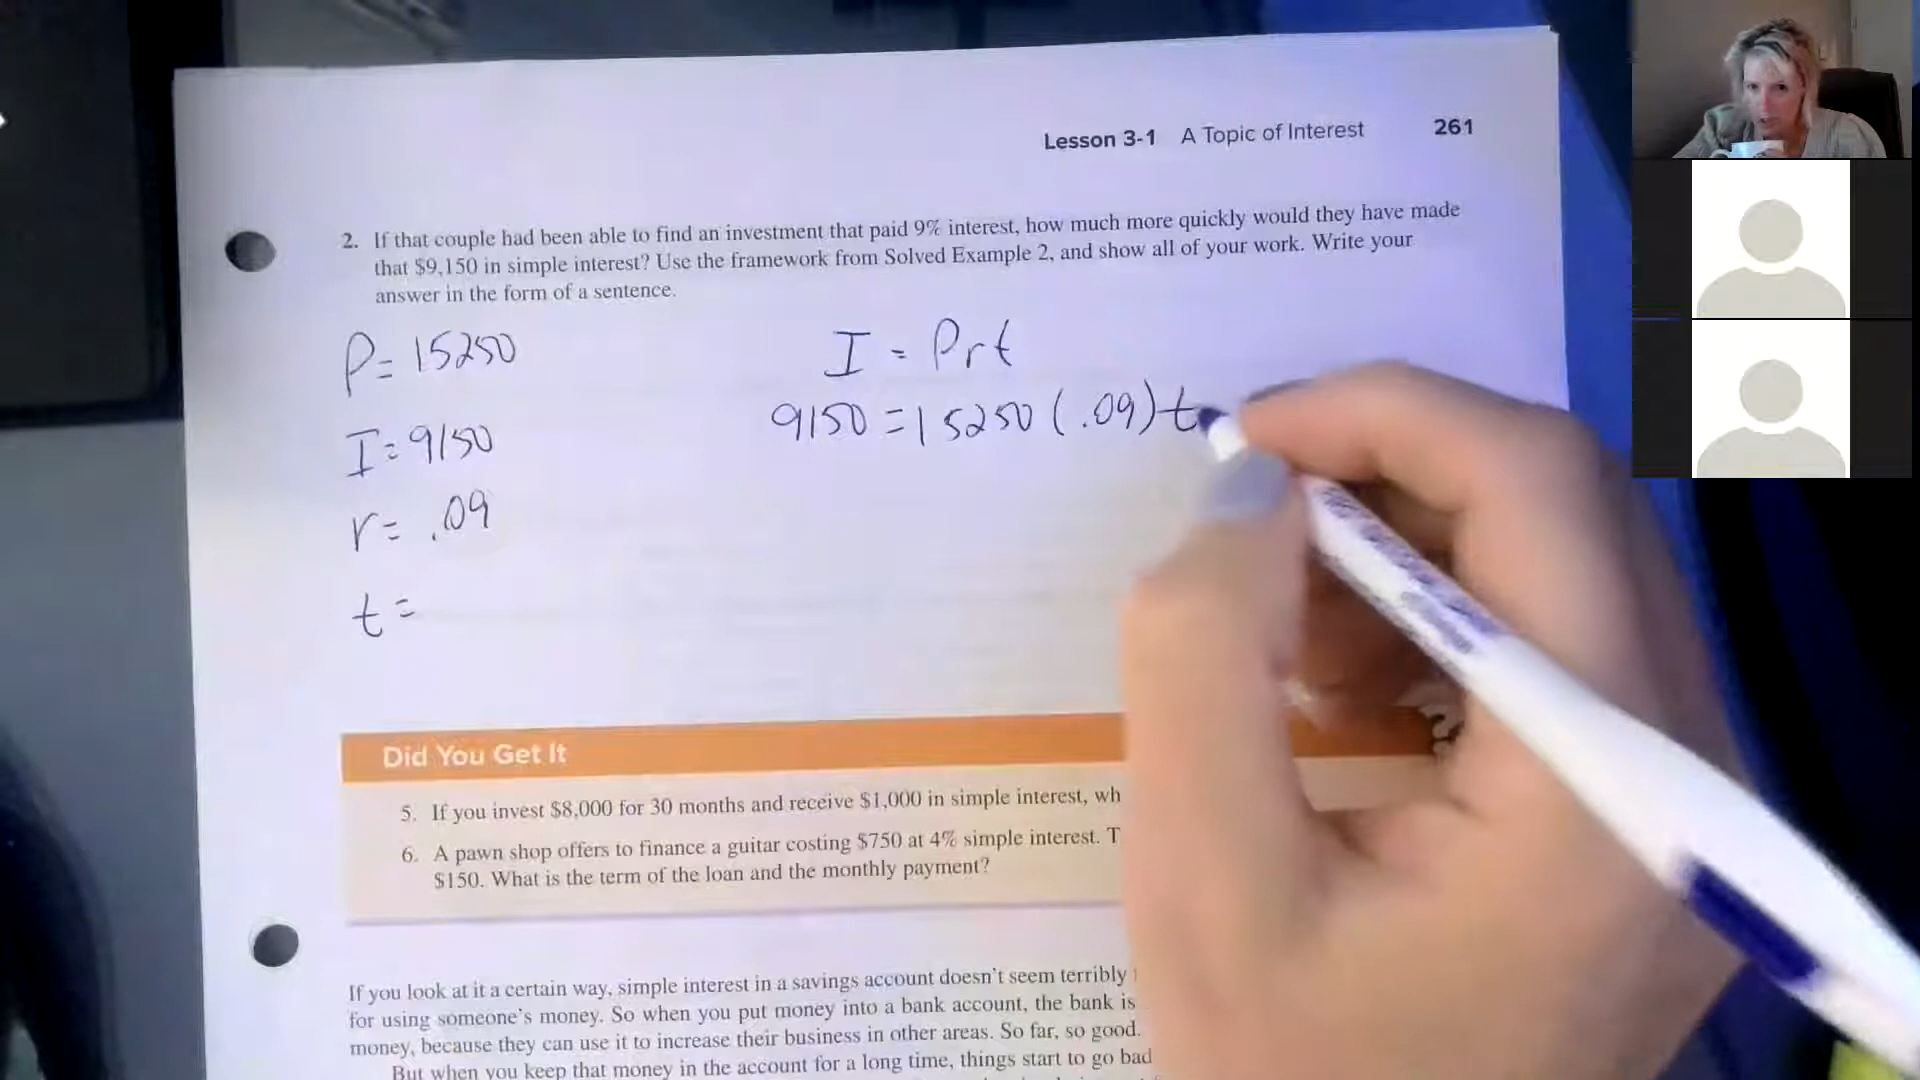 Lesson 3-1 A Topic of Interest 261
2. If that couple had been able to find an investment that paid 9% interest, how much more quickly would they have made
that $9,150 in simple interest? Use the framework from Solved Example 2, and show all of your work. Write your
answer in the form of a sentence.
P = 15250
I = Prt
9150 = 15250 (.09) t
I = 9150
r = .09
t =
Did You Get It
5. If you invest $8,000 for 30 months and receive $1,000 in simple interest, wh
6. A pawn shop offers to finance a guitar costing $750 at 4% simple interest. T
$150. What is the term of the loan and the monthly payment?
If you look at it a certain way, simple interest in a savings account doesn't seem terribly
for using someone's money. So when you put money into a bank account, the bank is
money, because they can use it to increase their business in other areas. So far, so good.
But when you keep that money in the account for a long time, things start to go bad